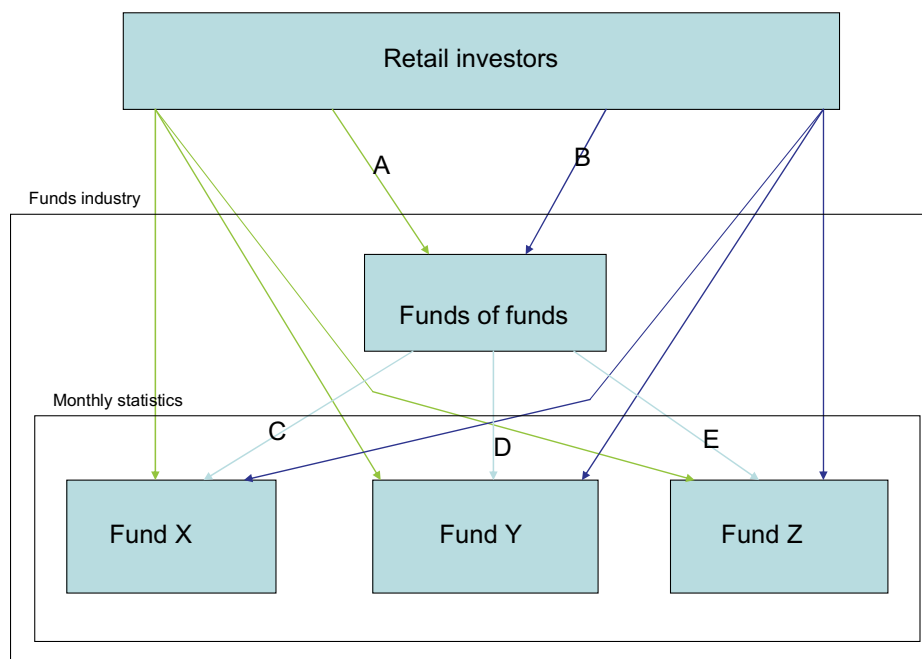 Retail investors
A
B
Funds industry
Funds of funds
Monthly statistics
C
D
E
Fund X
Fund Y
Fund Z